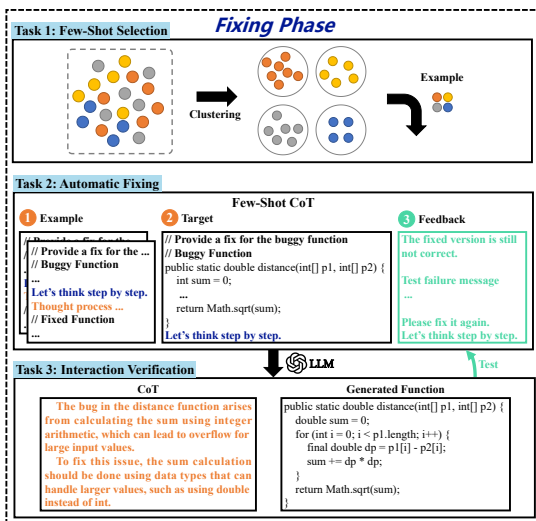 Fixing Phase
Task 1: Few-Shot Selection
Clustering
Example
Task 2: Automatic Fixing
Few-Shot CoT
1 Example
// Provide a fix for the ...
// Buggy Function
...
Let's think step by step.
Thought process ...
// Fixed Function
...
2 Target
// Provide a fix for the buggy function
// Buggy Function
public static double distance(int[] p1, int[] p2) {
int sum = 0;
...
return Math.sqrt(sum);
}
Let's think step by step.
3 Feedback
The fixed version is still
not correct.
Test failure message
...
Please fix it again.
Let's think step by step.
LLM
Test
Task 3: Interaction Verification
CoT
The bug in the distance function arises
from calculating the sum using integer
arithmetic, which can lead to overflow for
large input values.
To fix this issue, the sum calculation
should be done using data types that can
handle larger values, such as using double
instead of int.
Generated Function
public static double distance(int[] p1, int[] p2) {
double sum = 0;
for (int i = 0; i < p1.length; i++) {
final double dp = p1[i] - p2[i];
sum += dp * dp;
}
return Math.sqrt(sum);
}